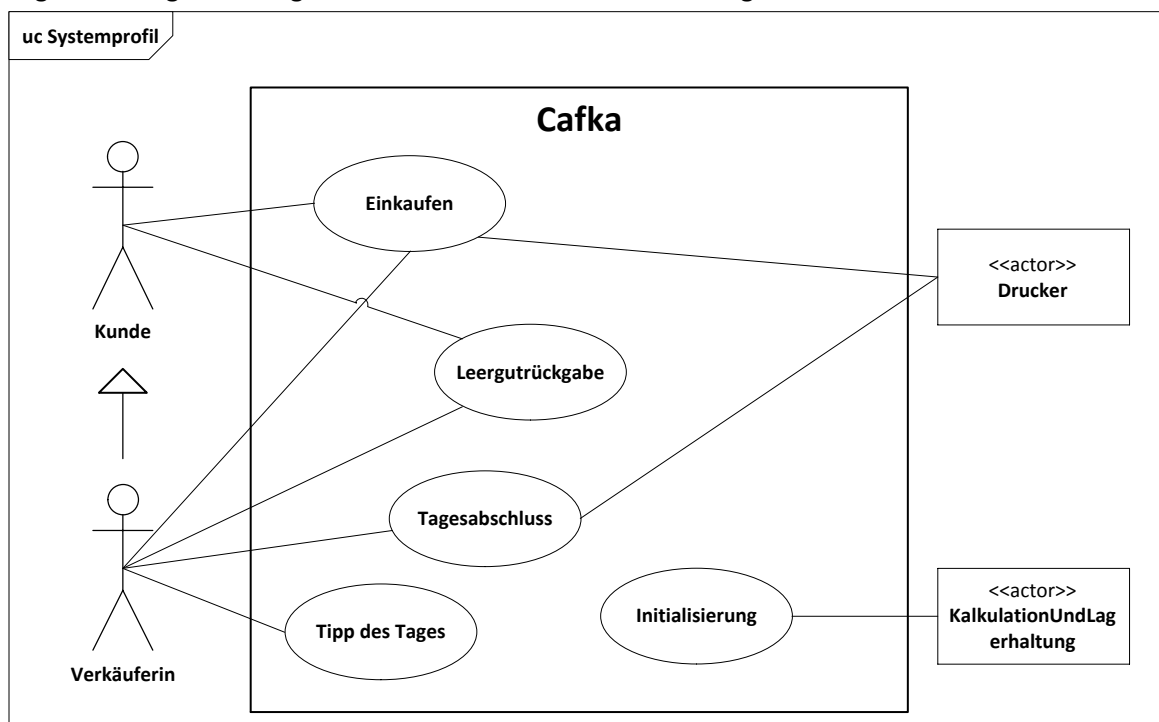 uc Systemprofil
Cafka
Einkaufen
Kunde
<<actor>>
Drucker
Leergutrückgabe
Tagesabschluss
Verkäuferin
Tipp des Tages
Initialisierung
<<actor>>
KalkulationUndLag
erhaltung